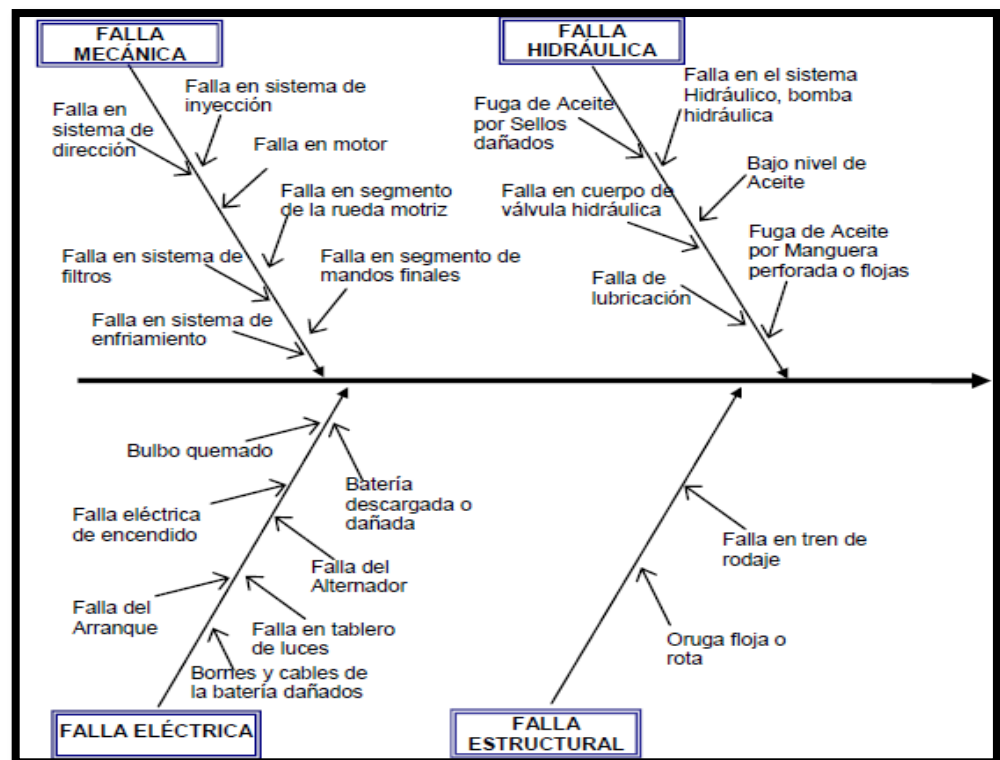 FALLA
MECÁNICA
Falla en sistema de
inyección
Falla en
sistema de
dirección
Falla en motor
Falla en segmento
de la rueda motriz
Falla en sistema de
filtros
Falla en segmento de
mandos finales
Falla en sistema de
enfriamiento
FALLA
HIDRÁULICA
Falla en el sistema
Hidráulico, bomba
hidráulica
Fuga de Aceite
por Sellos
dañados
Bajo nivel de
Aceite
Falla en cuerpo de
válvula hidráulica
Fuga de Aceite
por Manguera
perforada o flojas
Falla de
lubricación
Bulbo quemado
Batería
descargada o
dañada
Falla eléctrica
de encendido
Falla del
Alternador
Falla del
Arranque
Falla en tablero
de luces
Bornes y cables de
la batería dañados
FALLA ELÉCTRICA
Falla en tren de
rodaje
Oruga floja o
rota
FALLA
ESTRUCTURAL